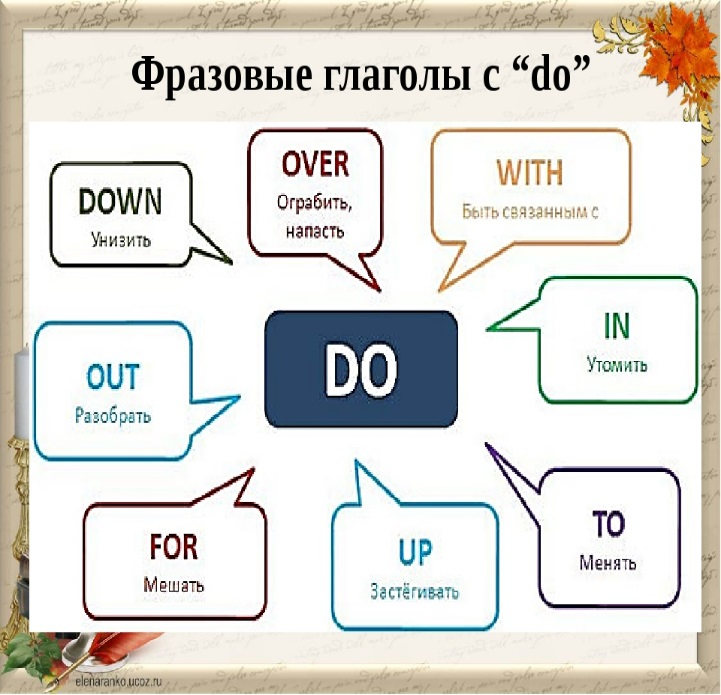 Фразовые глаголы с “do”
DOWN
Унизить
OVER
Ограбить,
напасть
WITH
Быть связанным с
OUT
Разобрать
DO
IN
Утомить
FOR
Мешать
UP
Застёгивать
TO
Менять
elenaranko.ucoz.ru